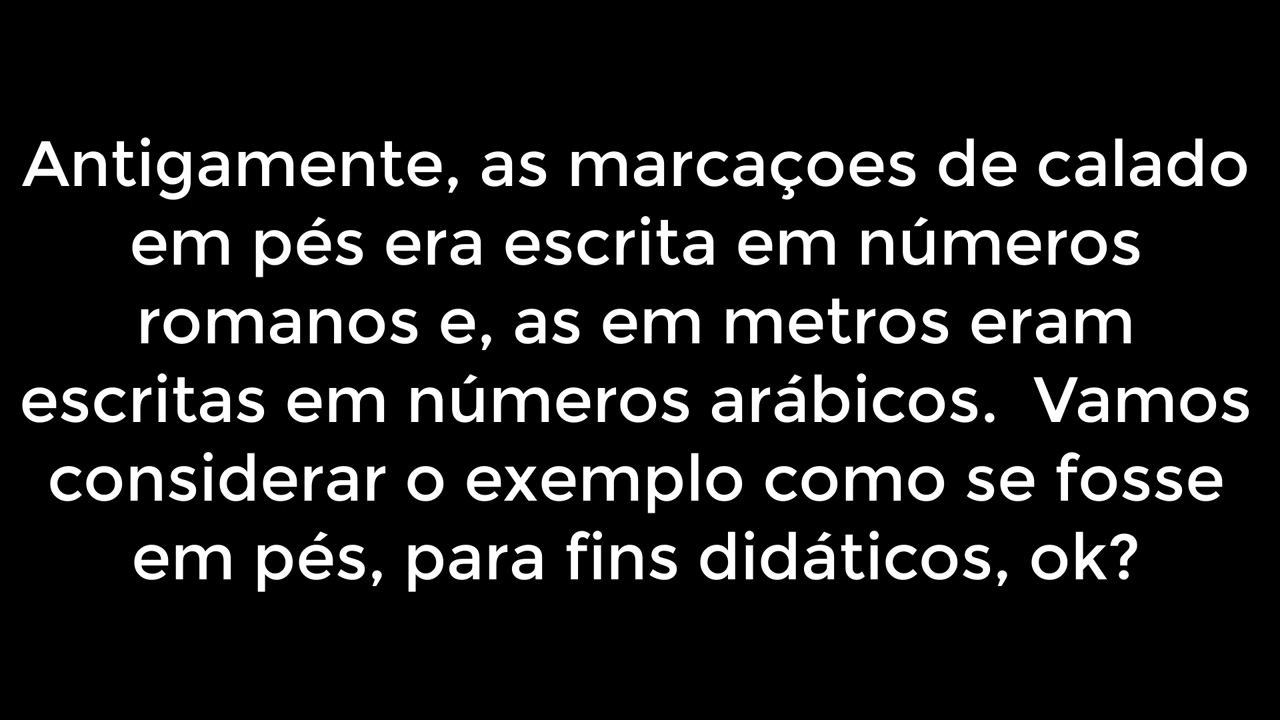 Antigamente, as marcaçoes de calado
em pés era escrita em números
romanos e, as em metros eram
escritas em números arábicos.  Vamos
considerar o exemplo como se fosse
em pés, para fins didáticos, ok?